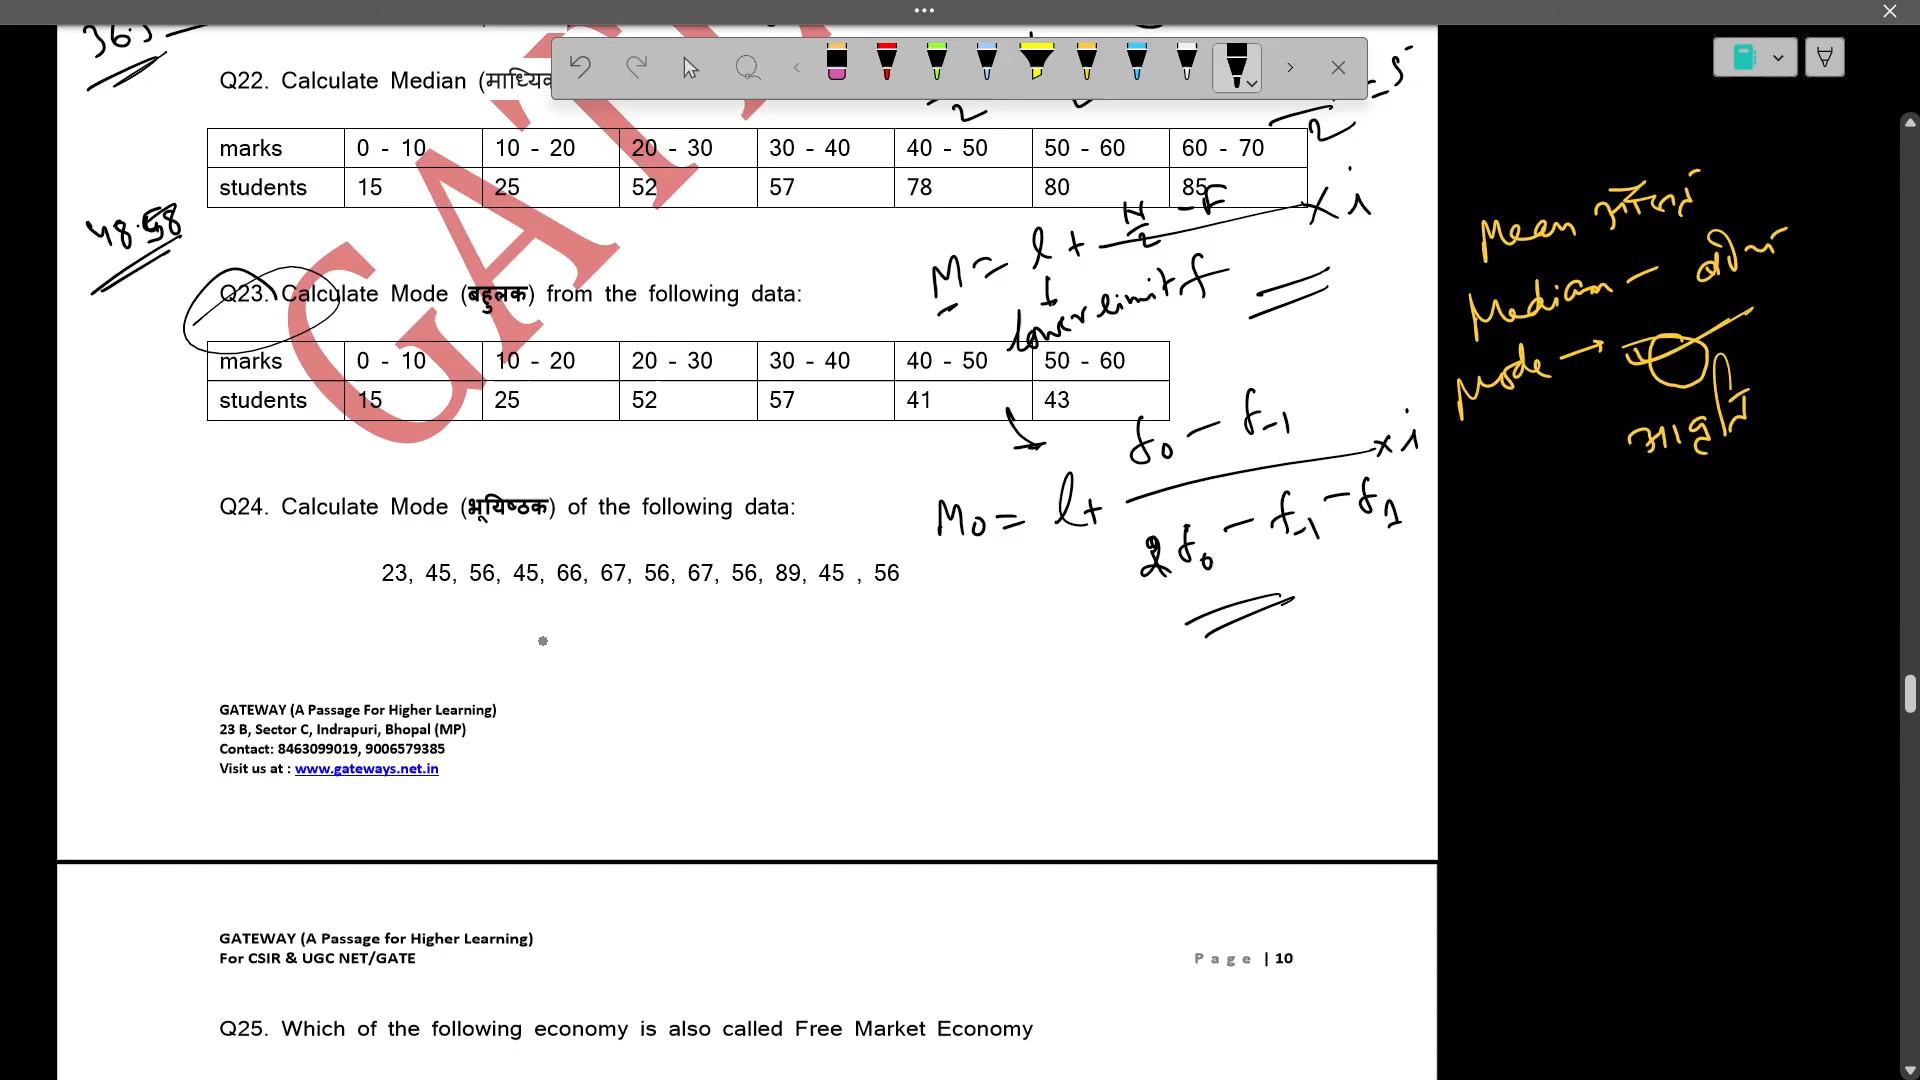 36.5
Q22. Calculate Median (माध्यिक
marks 0 - 10 10 - 20 20 - 30 30 - 40 40 - 50 50 - 60 60 - 70
students 15 25 52 57 78 80 85
48.58
M = l + N/2 - F / f × i
lower limit
Q23. Calculate Mode (बहुलक) from the following data:
marks 0 - 10 10 - 20 20 - 30 30 - 40 40 - 50 50 - 60
students 15 25 52 57 41 43
Mo = l + f0 - f-1 / 2f0 - f-1 - f1 × i
Q24. Calculate Mode (भूयिष्ठक) of the following data:
23, 45, 56, 45, 66, 67, 56, 67, 56, 89, 45 , 56
Mean
Median -
Mode →
GATEWAY (A Passage For Higher Learning)
23 B, Sector C, Indrapuri, Bhopal (MP)
Contact: 8463099019, 9006579385
Visit us at : www.gateways.net.in
GATEWAY (A Passage for Higher Learning)
For CSIR & UGC NET/GATE
Page | 10
Q25. Which of the following economy is also called Free Market Economy